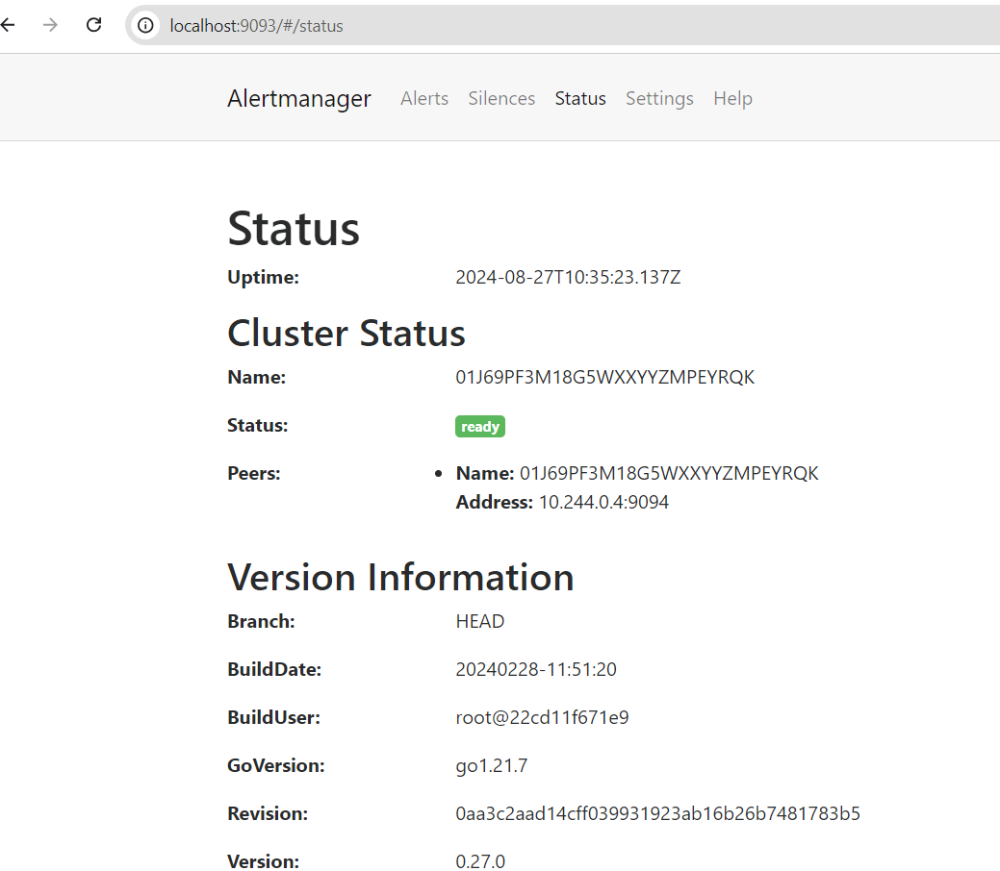 localhost:9093/#/status
Alertmanager Alerts Silences Status Settings Help
Status
Uptime: 2024-08-27T10:35:23.137Z
Cluster Status
Name: 01J69PF3M18G5WXXYYZMPEYRQK
Status: ready
Peers: • Name: 01J69PF3M18G5WXXYYZMPEYRQK
Address: 10.244.0.4:9094
Version Information
Branch: HEAD
BuildDate: 20240228-11:51:20
BuildUser: root@22cd11f671e9
GoVersion: go1.21.7
Revision: 0aa3c2aad14cff039931923ab16b26b7481783b5
Version: 0.27.0